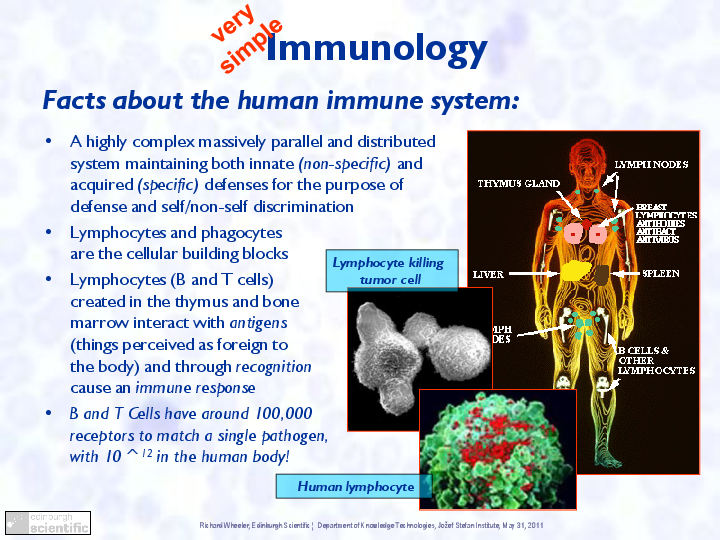 very
simple
Immunology
Facts about the human immune system:
• A highly complex massively parallel and distributed
system maintaining both innate (non-specific) and
acquired (specific) defenses for the purpose of
defense and self/non-self discrimination
• Lymphocytes and phagocytes
are the cellular building blocks
• Lymphocytes (B and T cells)
created in the thymus and bone
marrow interact with antigens
(things perceived as foreign to
the body) and through recognition
cause an immune response
• B and T Cells have around 100,000
receptors to match a single pathogen,
with 10 ^ 12 in the human body!
Lymphocyte killing
tumor cell
Human lymphocyte
LYMPH NODES
THYMUS GLAND
BREAST
LYMPHOCYTES
ANTIBODIES
ANTIBACT
ANTIVIRUS
LIVER
SPLEEN
MPH
DES
B CELLS &
OTHER
LYMPHOCYTES
edinburgh
scientific
Richard Wheeler, Edinburgh Scientific ¦ Department of Knowledge Technologies, Jožef Stefan Institute, May 31, 2011